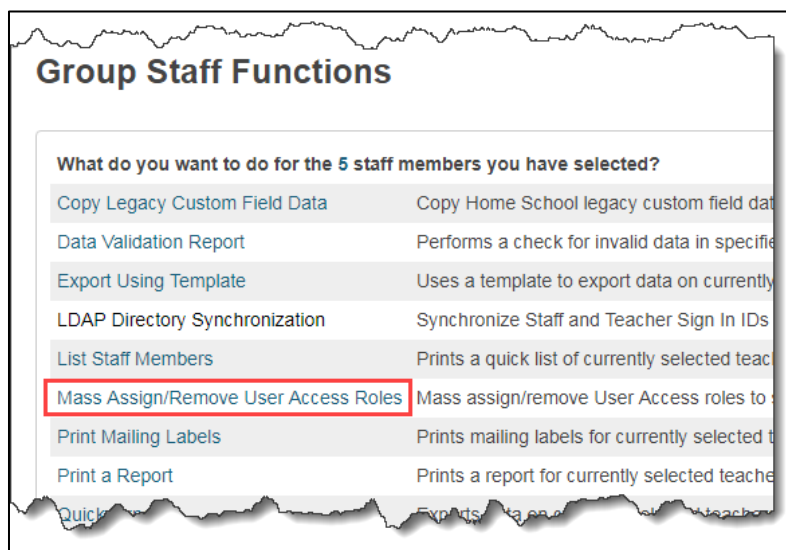 Group Staff Functions
What do you want to do for the 5 staff members you have selected?
Copy Legacy Custom Field Data Copy Home School legacy custom field dat
Data Validation Report Performs a check for invalid data in specifie
Export Using Template Uses a template to export data on currently
LDAP Directory Synchronization Synchronize Staff and Teacher Sign In IDs
List Staff Members Prints a quick list of currently selected teac
Mass Assign/Remove User Access Roles Mass assign/remove User Access roles to s
Print Mailing Labels Prints mailing labels for currently selected t
Print a Report Prints a report for currently selected teache
Quick